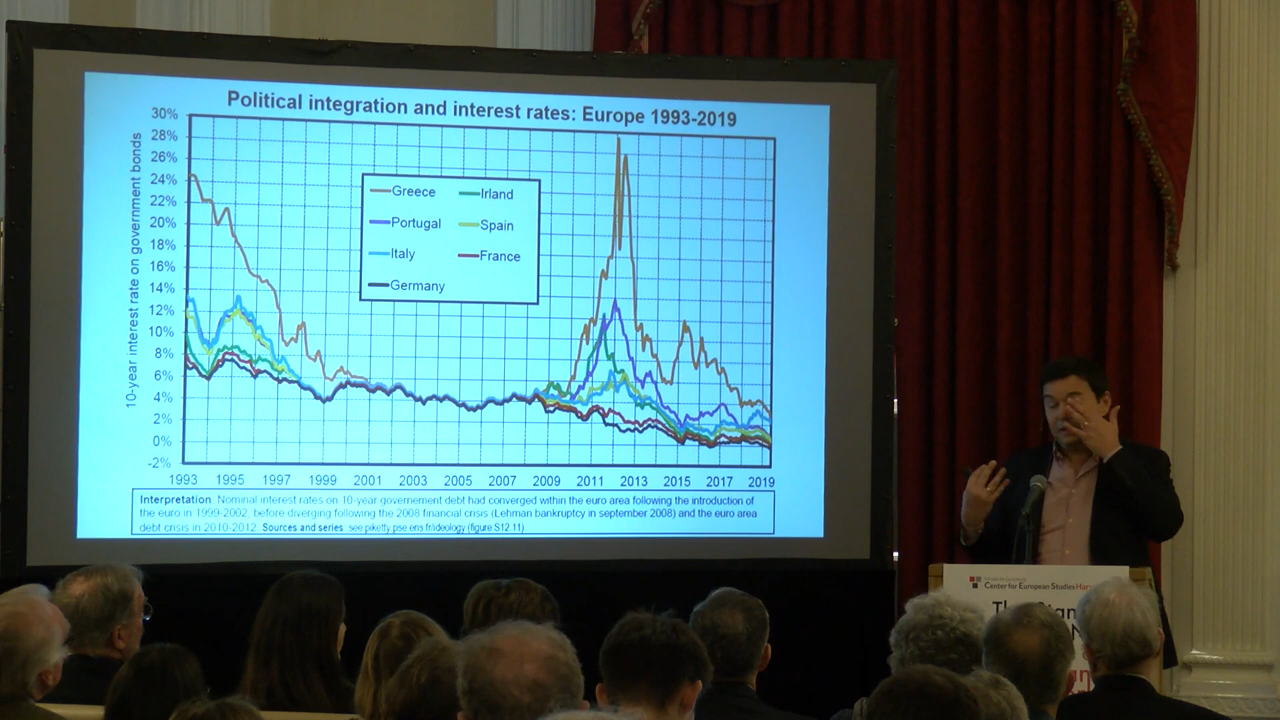 Political integration and interest rates: Europe 1993-2019
10-year interest rate on government bonds
30%
28%
26%
24%
22%
20%
18%
16%
14%
12%
10%
8%
6%
4%
2%
0%
-2%
Greece
Irland
Portugal
Spain
Italy
France
Germany
1993 1995 1997 1999 2001 2003 2005 2007 2009 2011 2013 2015 2017 2019
Interpretation. Nominal interest rates on 10-year governement debt had converged within the euro area following the introduction of
the euro in 1999-2002, before diverging following the 2008 financial crisis (Lehman bankruptcy in september 2008) and the euro area
debt crisis in 2010-2012. Sources and series: see piketty.pse.ens.fr/ideology (figure S12.11)
Center for European Studies